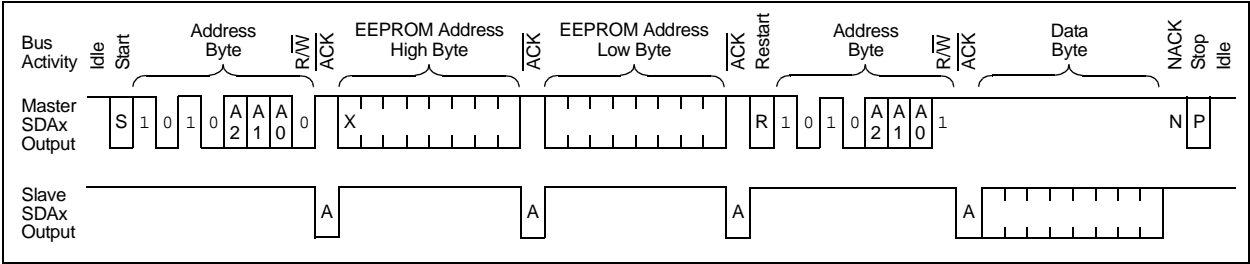 Bus
Activity
Idle
Start
Address
Byte
R/W
ACK
EEPROM Address
High Byte
ACK
EEPROM Address
Low Byte
ACK
Restart
Address
Byte
R/W
ACK
Data
Byte
NACK
Stop
Idle
Master
SDAx
Output
S 1 0 1 0 A2 A1 A0 0 X R 1 0 1 0 A2 A1 A0 1 N P
Slave
SDAx
Output
A A A A